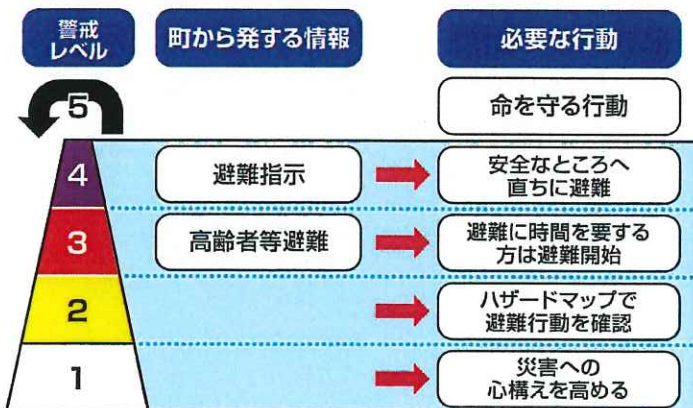 警戒
レベル
町から発する情報
必要な行動
5
命を守る行動
4
避難指示
安全なところへ
直ちに避難
3
高齢者等避難
避難に時間を要する
方は避難開始
2
ハザードマップで
避難行動を確認
1
災害への
心構えを高める